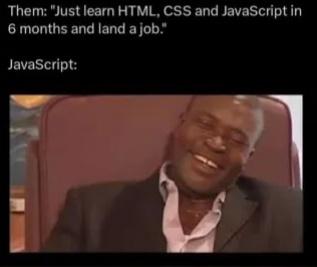 Them: "Just learn HTML, CSS and JavaScript in
6 months and land a job."
JavaScript: